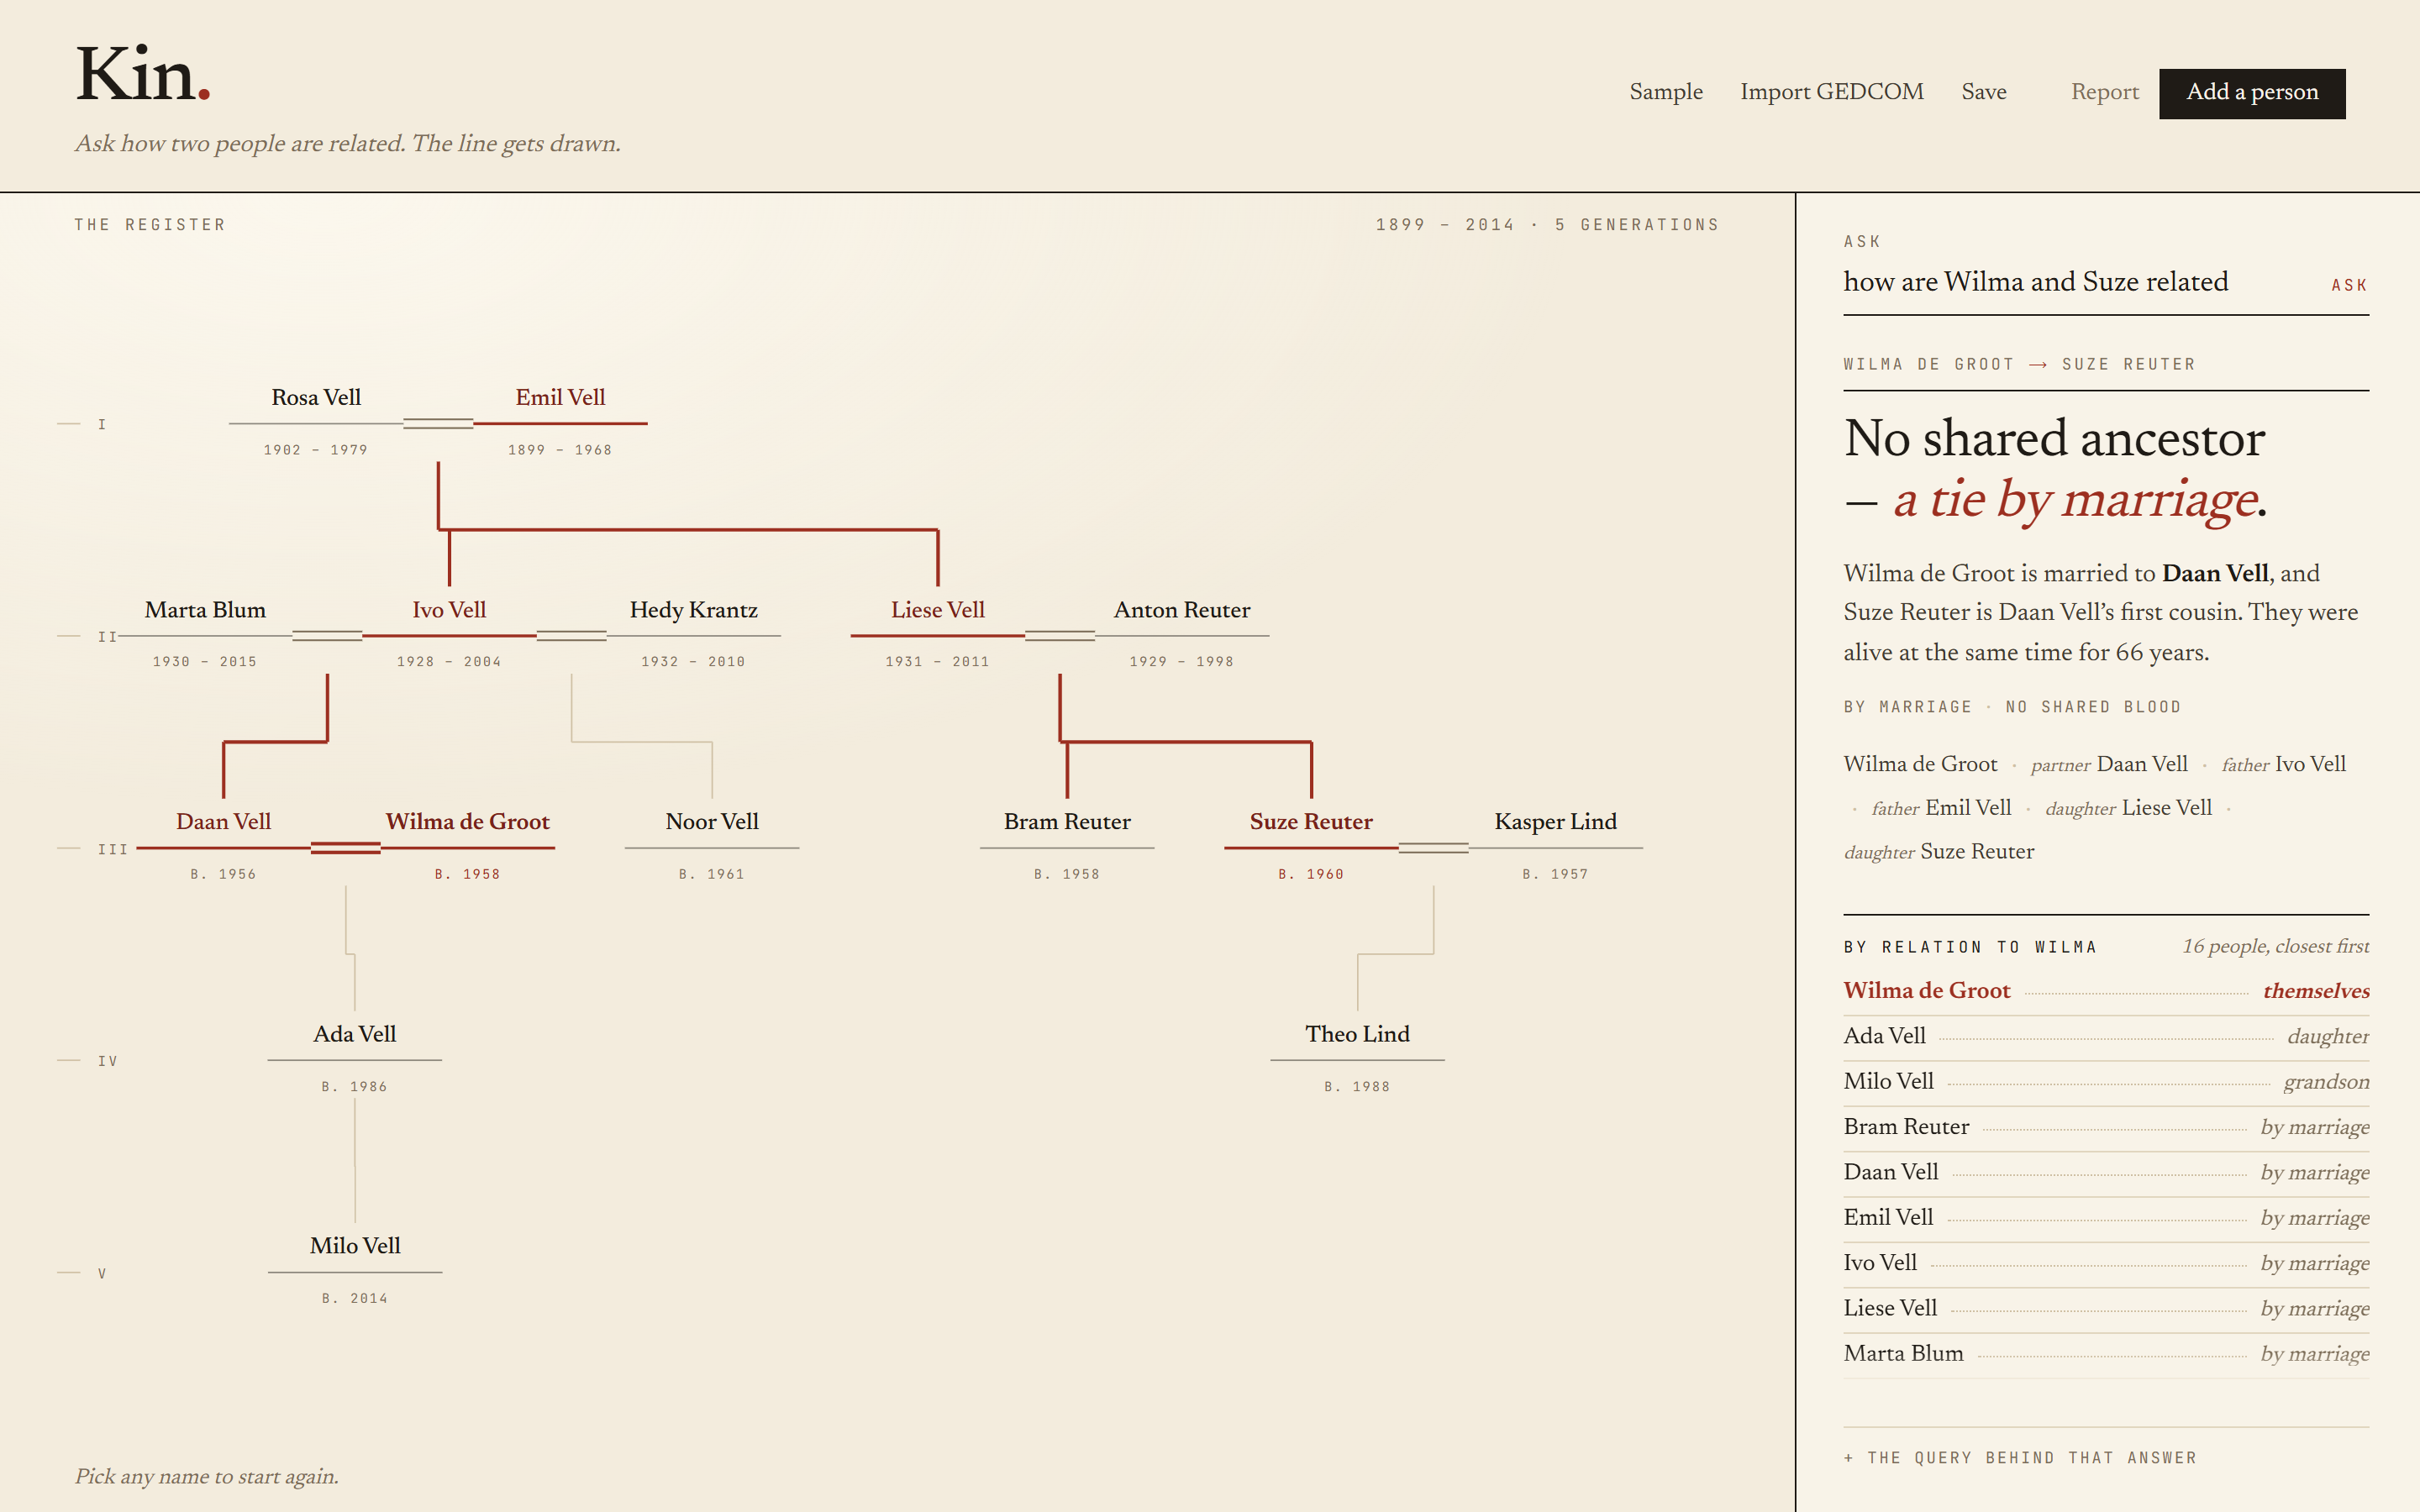 Kin.
Ask how two people are related. The line gets drawn.
Sample Import GEDCOM Save Report Add a person
THE REGISTER
1899 – 2014 · 5 GENERATIONS
I
Rosa Vell Emil Vell
1902 – 1979 1899 – 1968
II
Marta Blum Ivo Vell Hedy Krantz Liese Vell Anton Reuter
1930 – 2015 1928 – 2004 1932 – 2010 1931 – 2011 1929 – 1998
III
Daan Vell Wilma de Groot Noor Vell Bram Reuter Suze Reuter Kasper Lind
B. 1956 B. 1958 B. 1961 B. 1958 B. 1960 B. 1957
IV
Ada Vell Theo Lind
B. 1986 B. 1988
V
Milo Vell
B. 2014
Pick any name to start again.
ASK
how are Wilma and Suze related ASK
WILMA DE GROOT → SUZE REUTER
No shared ancestor
– a tie by marriage.
Wilma de Groot is married to Daan Vell, and
Suze Reuter is Daan Vell’s first cousin. They were
alive at the same time for 66 years.
BY MARRIAGE · NO SHARED BLOOD
Wilma de Groot · partner Daan Vell · father Ivo Vell
· father Emil Vell · daughter Liese Vell ·
daughter Suze Reuter
BY RELATION TO WILMA 16 people, closest first
Wilma de Groot themselves
Ada Vell daughter
Milo Vell grandson
Bram Reuter by marriage
Daan Vell by marriage
Emil Vell by marriage
Ivo Vell by marriage
Liese Vell by marriage
Marta Blum by marriage
+ THE QUERY BEHIND THAT ANSWER